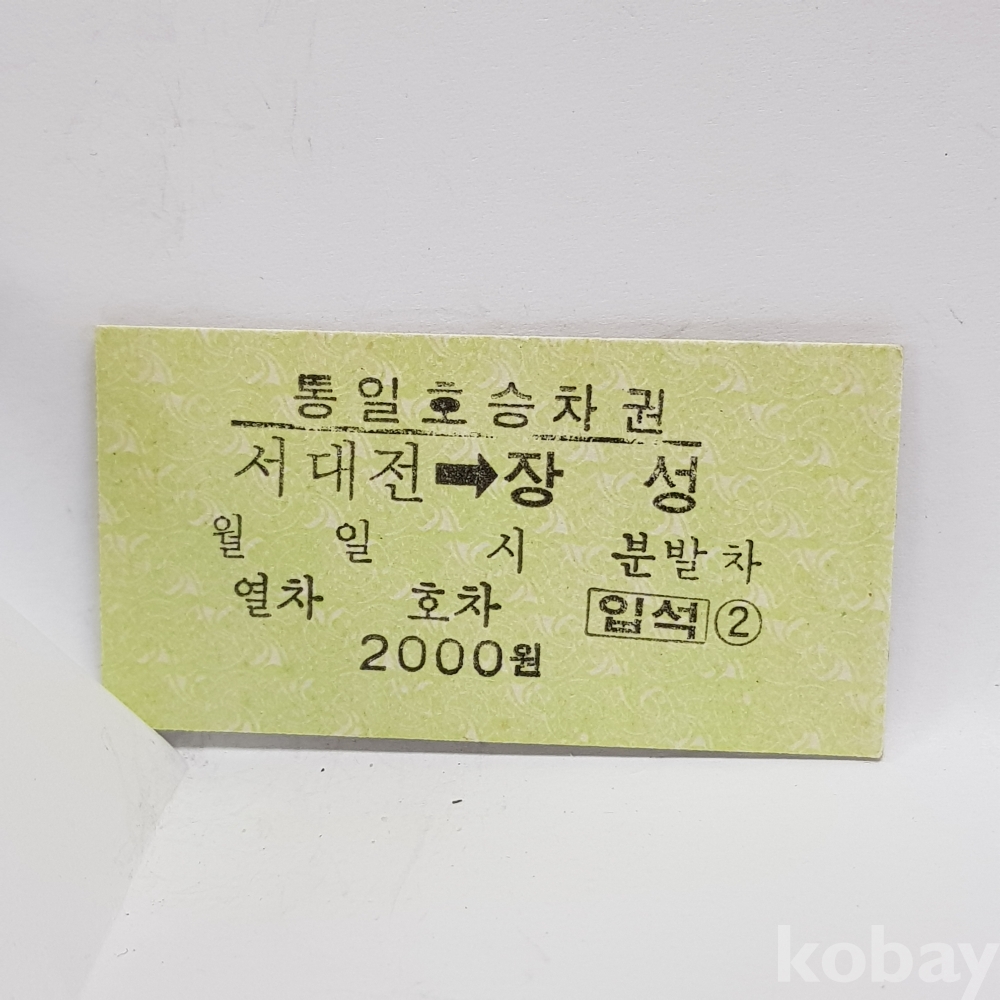 통일호승차권
서대전➡장 성
월 일 시 분발차
열차 호차 입석 ②
2000원
kobay